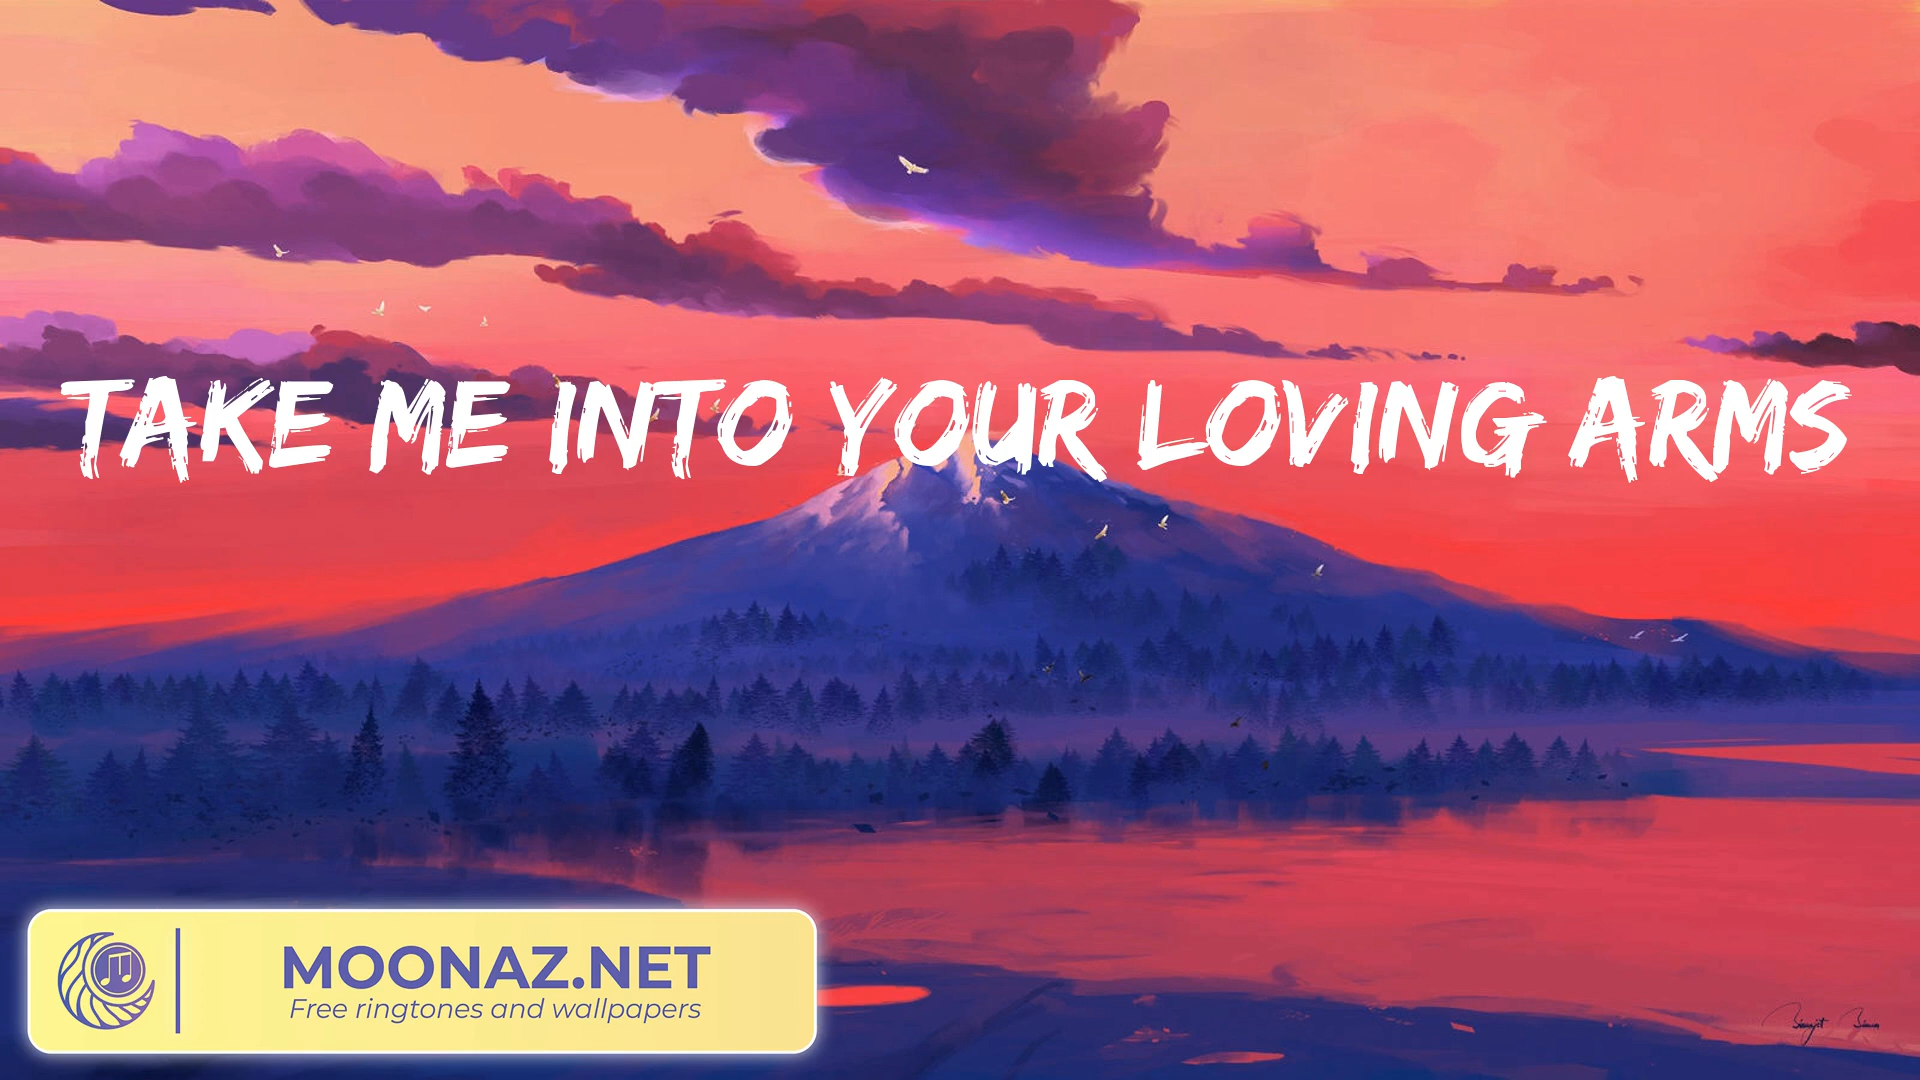 TAKE ME INTO YOUR LOVING ARMS
MOONAZ.NET
Free ringtones and wallpapers